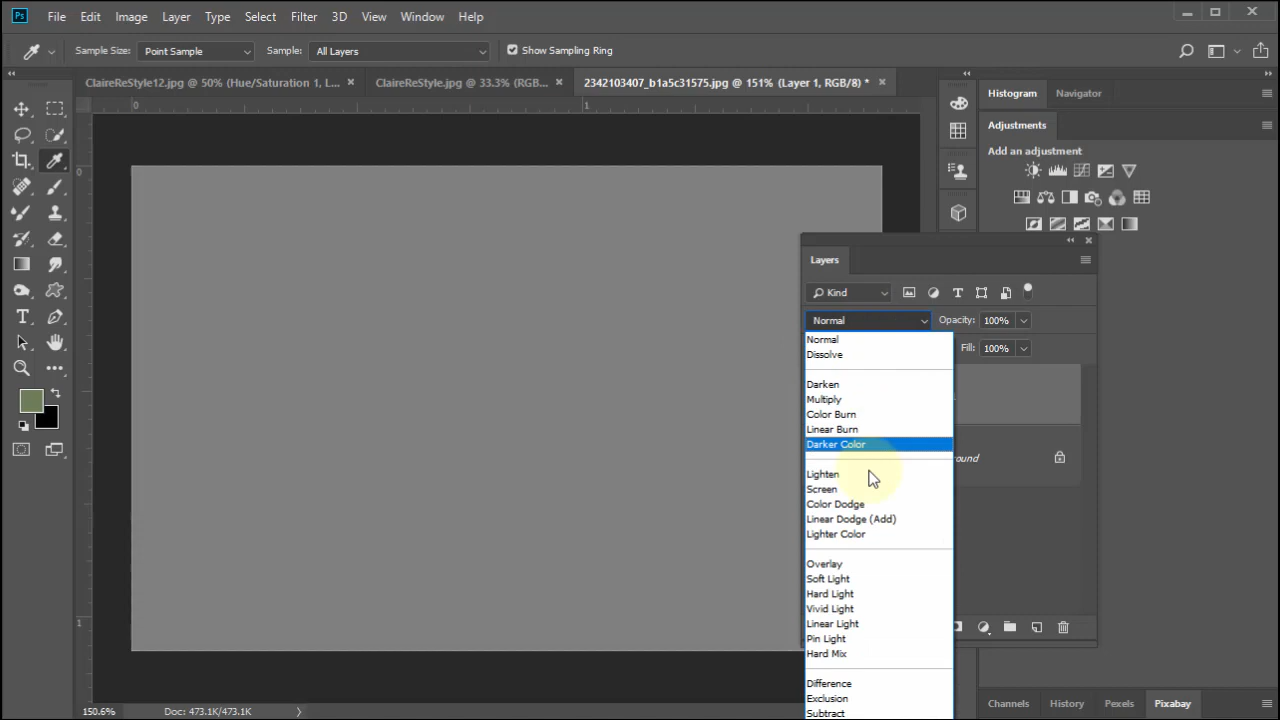 Ps File Edit Image Layer Type Select Filter 3D View Window Help
Sample Size: Point Sample Sample: All Layers Show Sampling Ring
ClaireReStyle12.jpg @ 50% (Hue/Saturation 1, L... ClaireReStyle.jpg @ 33.3% (RGB... 2342103407_b1a5c31575.jpg @ 151% (Layer 1, RGB/8) *
0 1
0
1
Histogram Navigator
Adjustments
Add an adjustment
Layers
Kind
Normal Opacity: 100%
Fill: 100%
Normal
Dissolve
Darken
Multiply
Color Burn
Linear Burn
Darker Color
Lighten
Screen
Color Dodge
Linear Dodge (Add)
Lighter Color
Overlay
Soft Light
Hard Light
Vivid Light
Linear Light
Pin Light
Hard Mix
Difference
Exclusion
Subtract
ound
Channels History Pexels Pixabay
150.6% Doc: 473.1K/473.1K